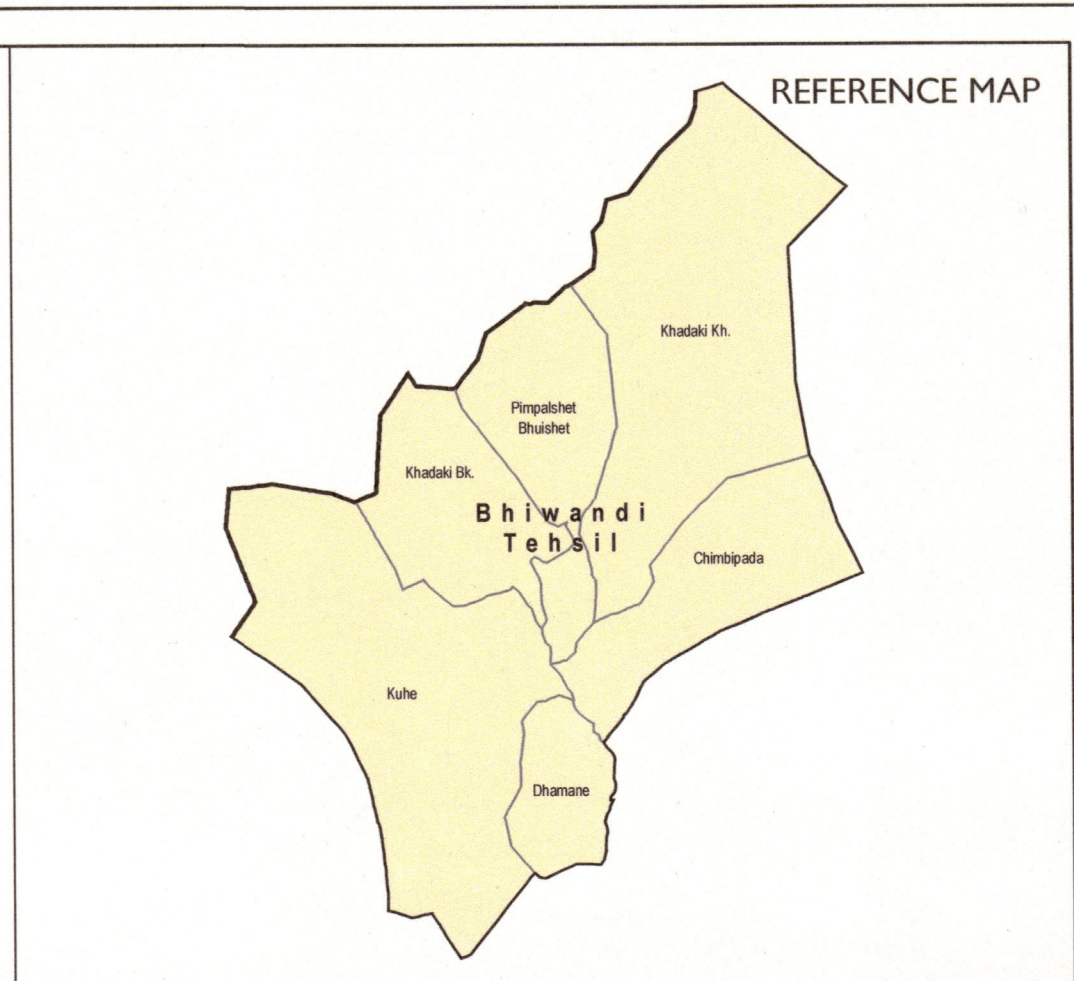 REFERENCE MAP
Khadaki Kh.
Pimpalshet
Bhuishet
Khadaki Bk.
Bhiwandi
Tehsil
Chimbipada
Kuhe
Dhamane